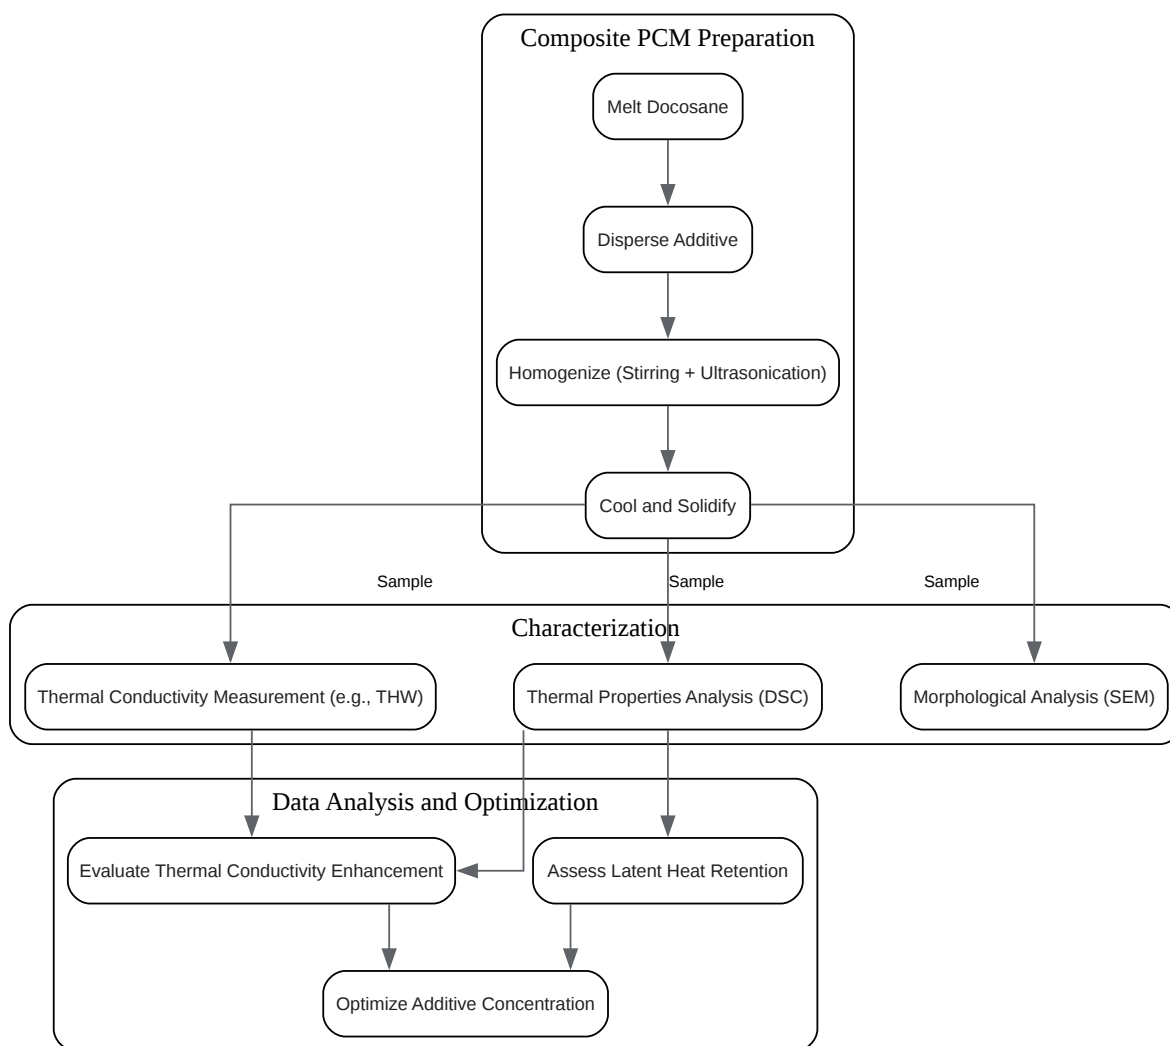 Composite PCM Preparation
Melt Docosane
Disperse Additive
Homogenize (Stirring + Ultrasonication)
Cool and Solidify
Sample
Sample
Sample
Characterization
Thermal Conductivity Measurement (e.g., THW)
Thermal Properties Analysis (DSC)
Morphological Analysis (SEM)
Data Analysis and Optimization
Evaluate Thermal Conductivity Enhancement
Assess Latent Heat Retention
Optimize Additive Concentration